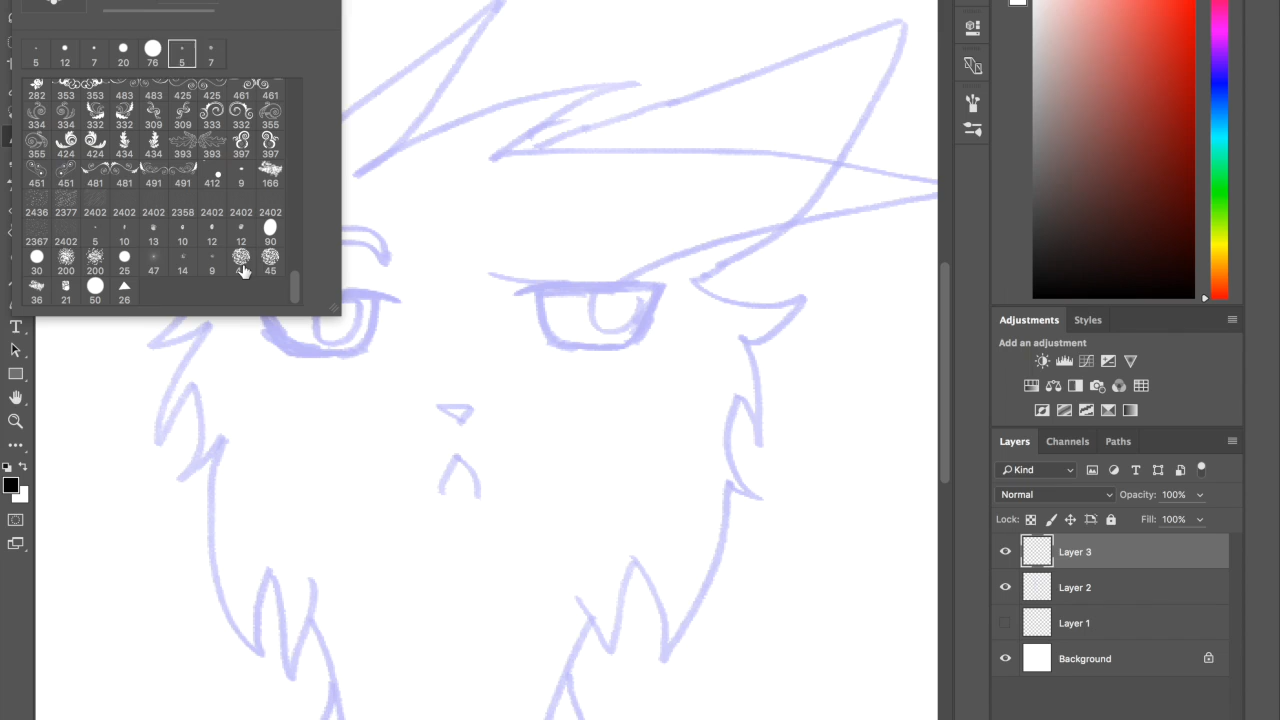 5 12 7 20 76 5 7
282 353 353 483 483 425 425 461 461
334 334 332 332 309 309 333 332 355
355 424 424 434 434 393 393 397 397
451 451 481 481 491 491 412 9 166
2436 2377 2402 2402 2402 2358 2402 2402 2402
2367 2402 5 10 13 10 12 12 90
30 200 200 25 47 14 9 45
36 21 50 26
Adjustments Styles
Add an adjustment
Layers Channels Paths
Kind
Normal Opacity: 100%
Lock: Fill: 100%
Layer 3
Layer 2
Layer 1
Background